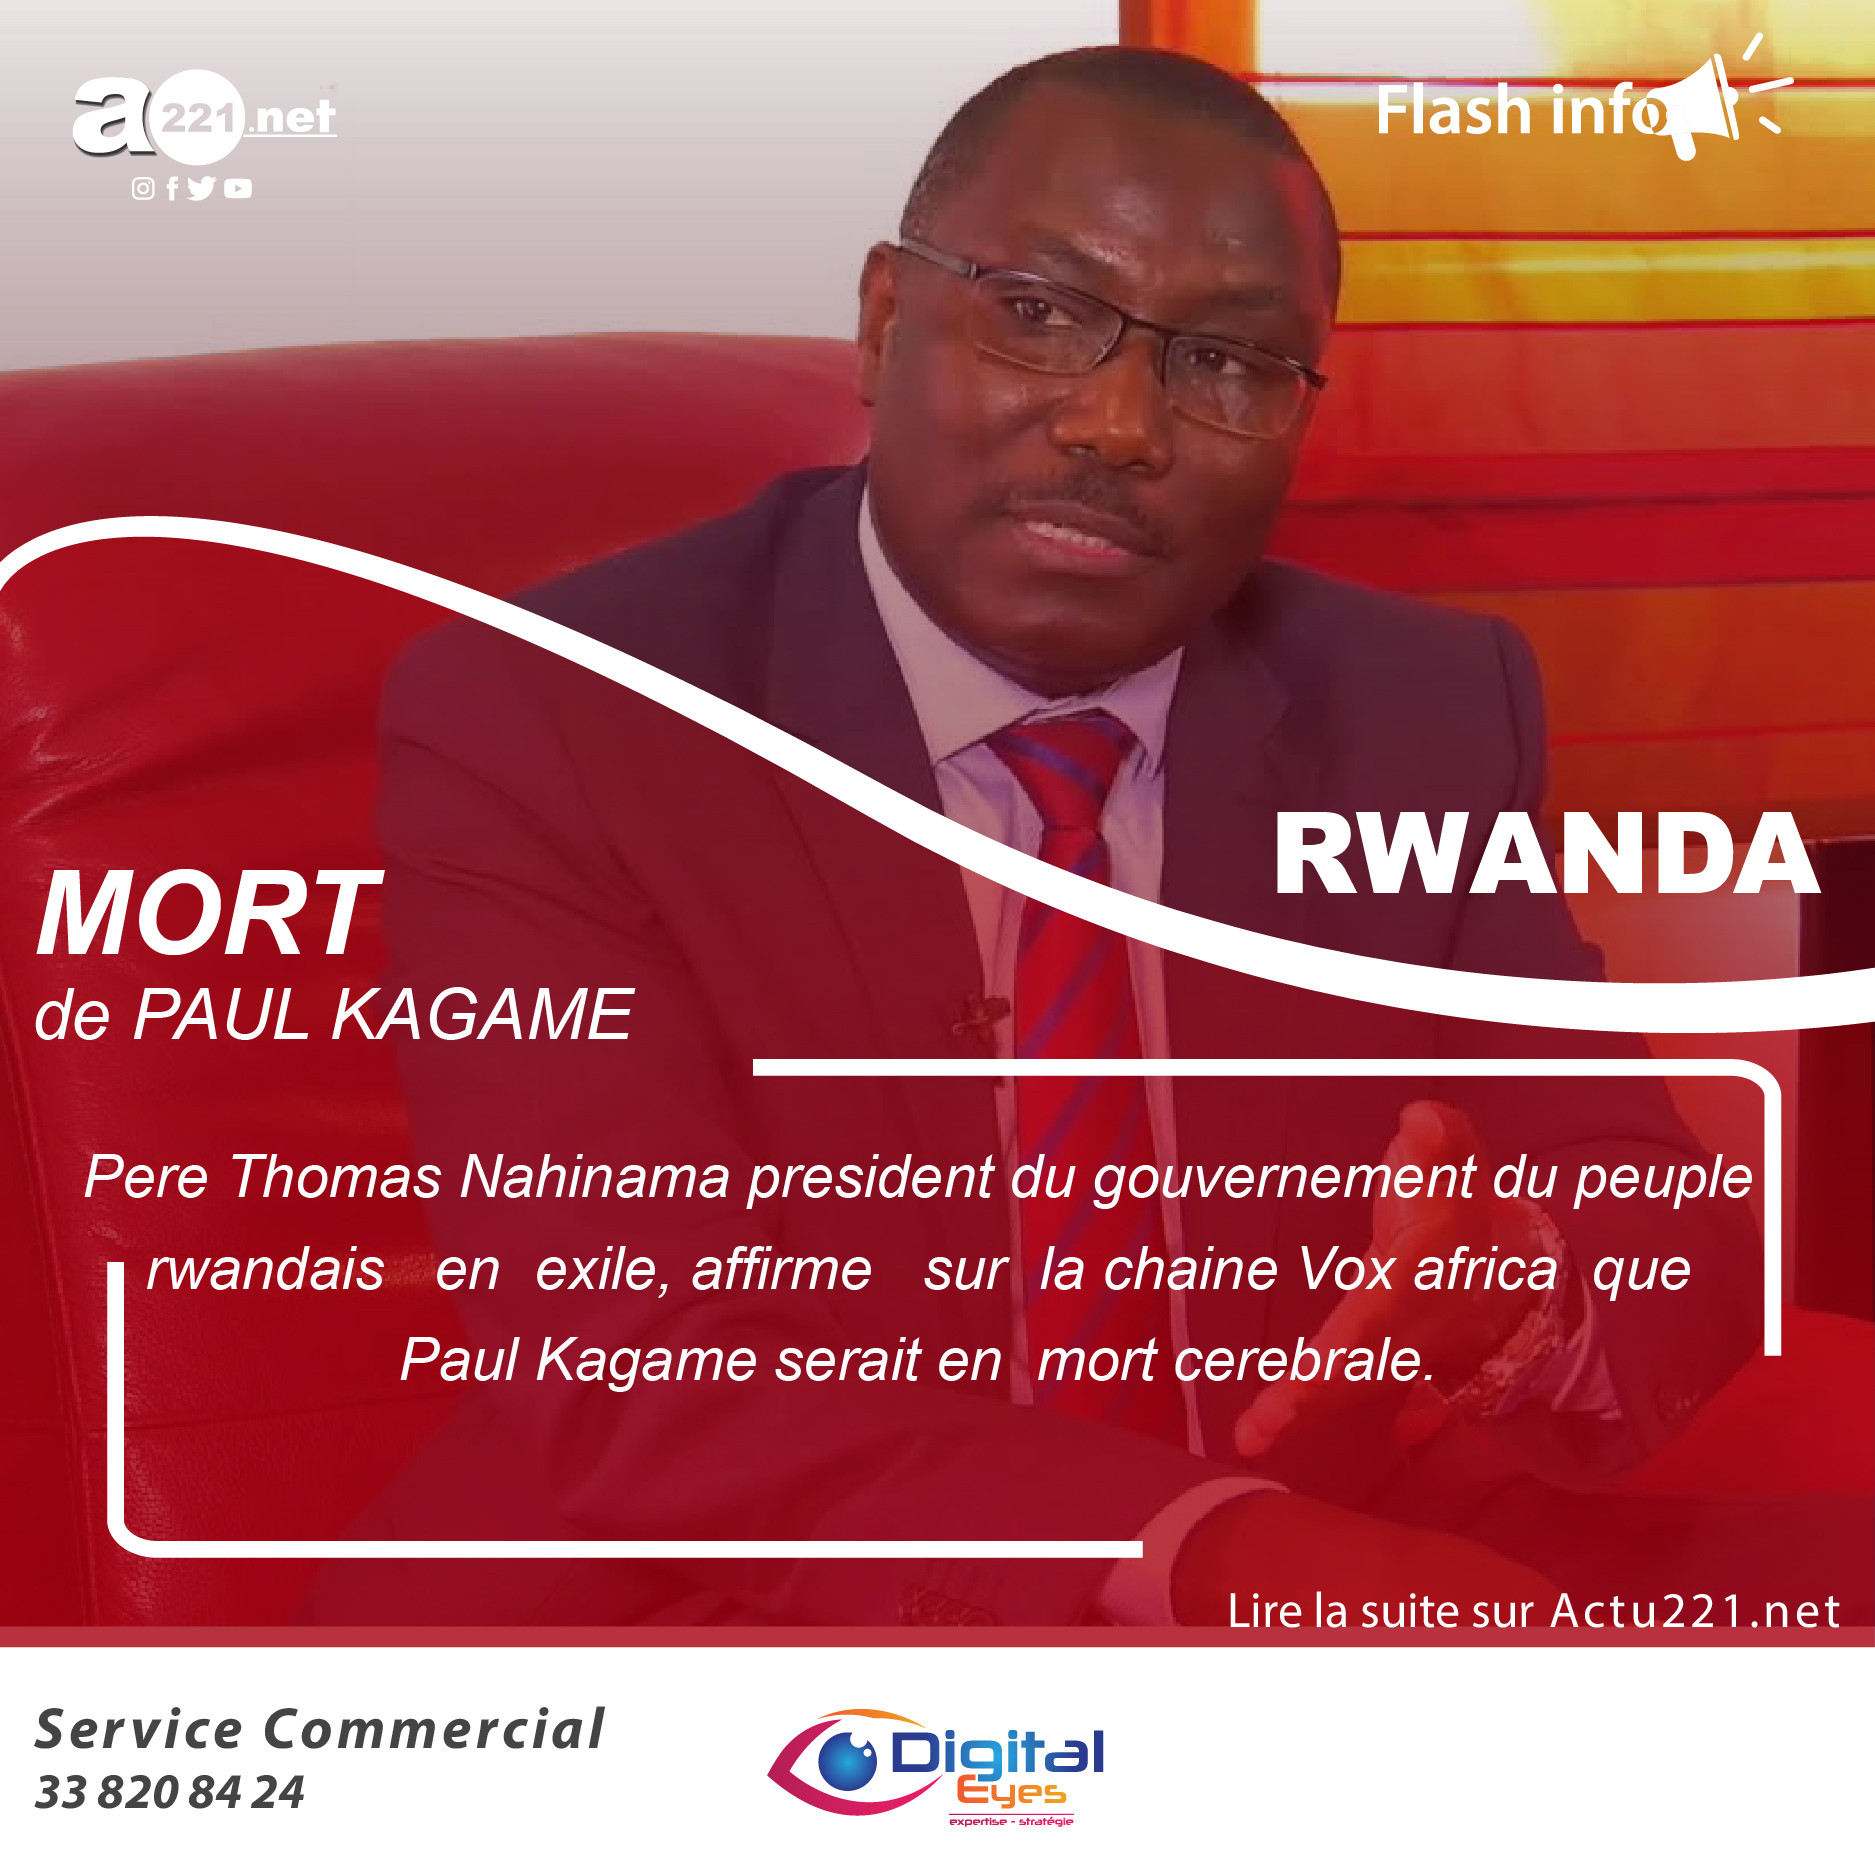 a221.net
Flash info
RWANDA
MORT
de PAUL KAGAME
Pere Thomas Nahinama president du gouvernement du peuple
rwandais en exile, affirme sur la chaine Vox africa que
Paul Kagame serait en mort cerebrale.
Lire la suite sur Actu221.net
Service Commercial
33 820 84 24
Digital
Eyes
expertise - stratégie